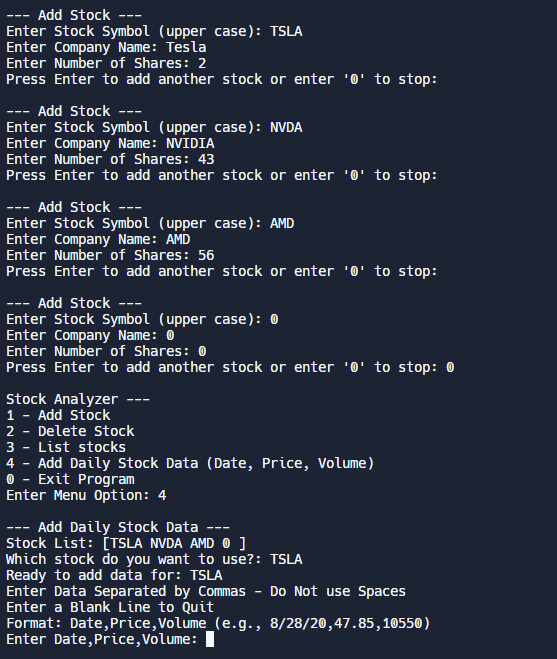 --- Add Stock ---
Enter Stock Symbol (upper case): TSLA
Enter Company Name: Tesla
Enter Number of Shares: 2
Press Enter to add another stock or enter '0' to stop:
--- Add Stock ---
Enter Stock Symbol (upper case): NVDA
Enter Company Name: NVIDIA
Enter Number of Shares: 43
Press Enter to add another stock or enter '0' to stop:
--- Add Stock ---
Enter Stock Symbol (upper case): AMD
Enter Company Name: AMD
Enter Number of Shares: 56
Press Enter to add another stock or enter '0' to stop:
--- Add Stock ---
Enter Stock Symbol (upper case): 0
Enter Company Name: 0
Enter Number of Shares: 0
Press Enter to add another stock or enter '0' to stop: 0
Stock Analyzer ---
1 - Add Stock
2 - Delete Stock
3 - List stocks
4 - Add Daily Stock Data (Date, Price, Volume)
0 - Exit Program
Enter Menu Option: 4
--- Add Daily Stock Data ---
Stock List: [TSLA NVDA AMD 0 ]
Which stock do you want to use?: TSLA
Ready to add data for: TSLA
Enter Data Separated by Commas - Do Not use Spaces
Enter a Blank Line to Quit
Format: Date,Price,Volume (e.g., 8/28/20,47.85,10550)
Enter Date,Price,Volume: